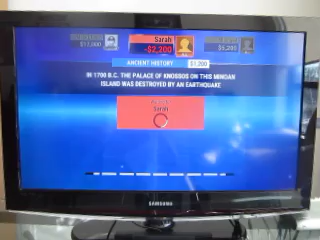 Sarah
$12,000
-$2,200
$5,200
ANCIENT HISTORY $1,200
IN 1700 B.C. THE PALACE OF KNOSSOS ON THIS MINOAN
ISLAND WAS DESTROYED BY AN EARTHQUAKE
Sarah
SAMSUNG